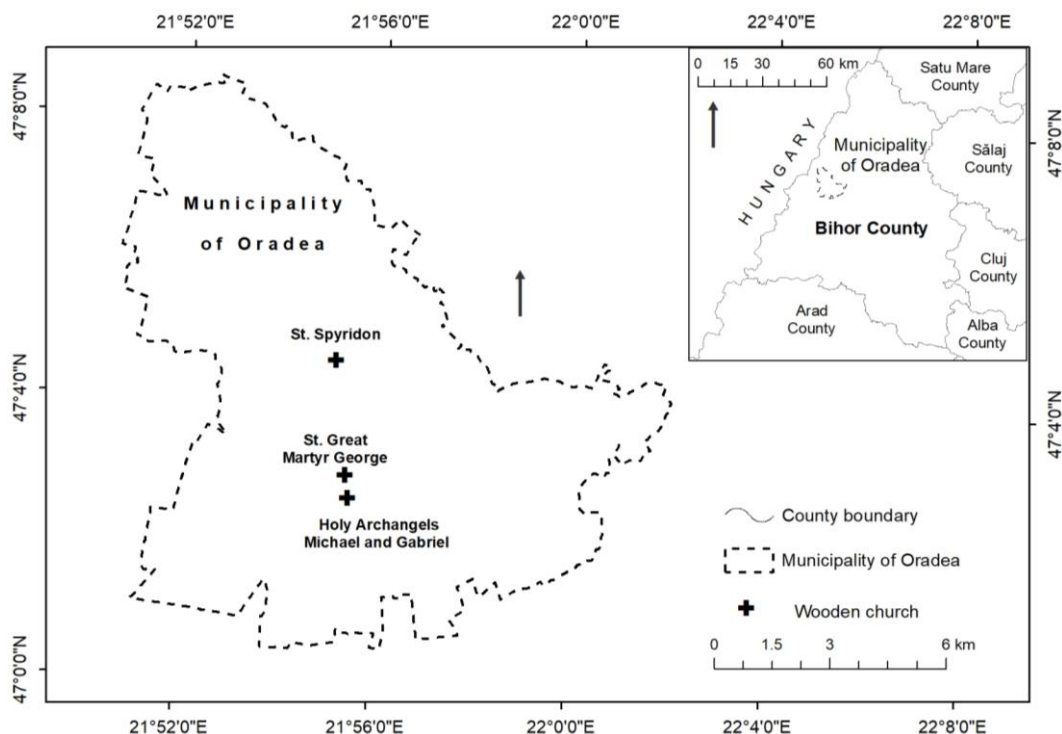 21°52'0"E 21°56'0"E 22°0'0"E 22°4'0"E 22°8'0"E
47°8'0"N
47°4'0"N
47°0'0"N
Municipality
of Oradea
St. Spyridon
St. Great
Martyr George
Holy Archangels
Michael and Gabriel
0 15 30 60 km
HUNGARY
Satu Mare
County
Municipality
of Oradea
Sălaj
County
Bihor County
Cluj
County
Arad
County
Alba
County
47°8'0"N
47°4'0"N
County boundary
Municipality of Oradea
Wooden church
0 1.5 3 6 km
21°52'0"E 21°56'0"E 22°0'0"E 22°4'0"E 22°8'0"E